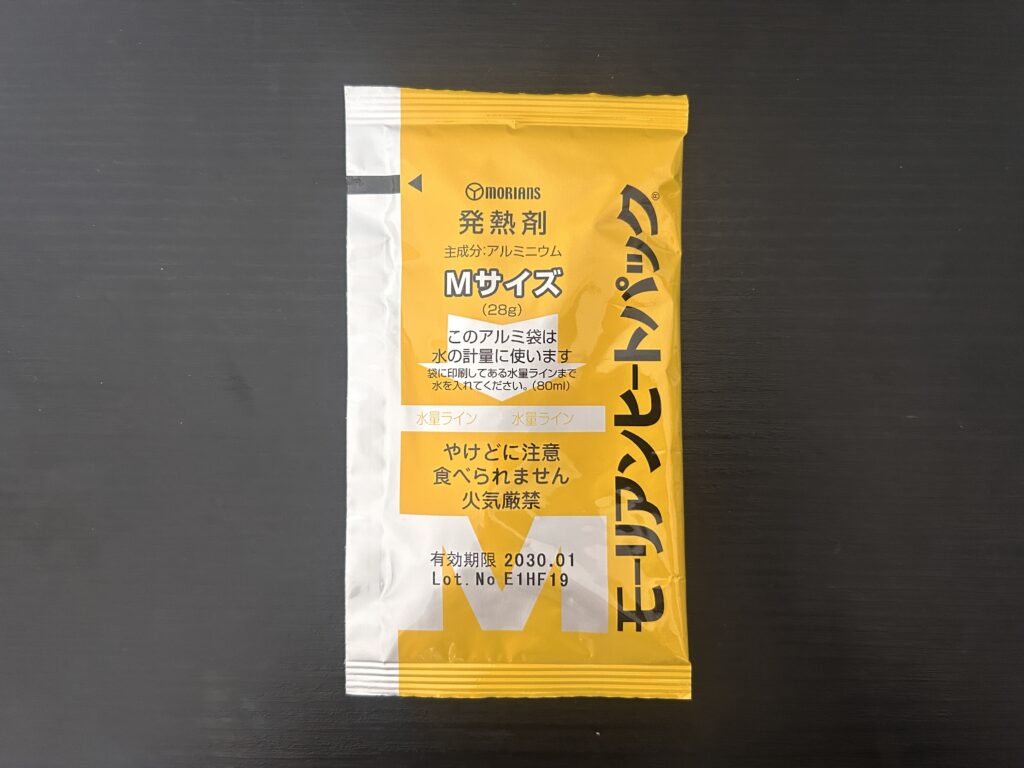 MORIANS
発熱剤
主成分:アルミニウム
Mサイズ
(28g)
このアルミ袋は
水の計量に使います
袋に印刷してある水量ラインまで
水を入れてください。(80ml)
水量ライン 水量ライン
やけどに注意
食べられません
火気厳禁
M
有効期限 2030.01
Lot.No E1HF19
モーリアンヒートパック®